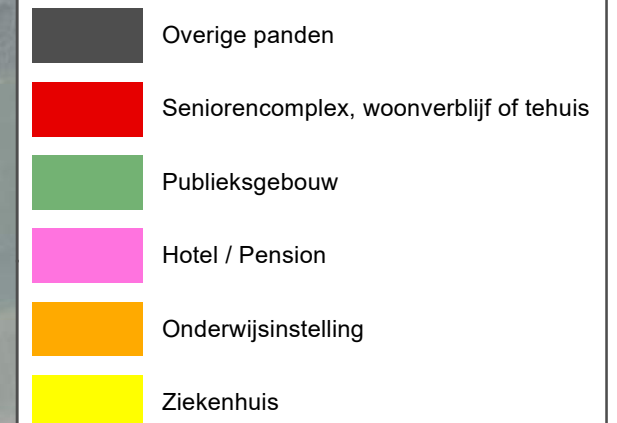 Overige panden
Seniorencomplex, woonverblijf of tehuis
Publieksgebouw
Hotel / Pension
Onderwijsinstelling
Ziekenhuis